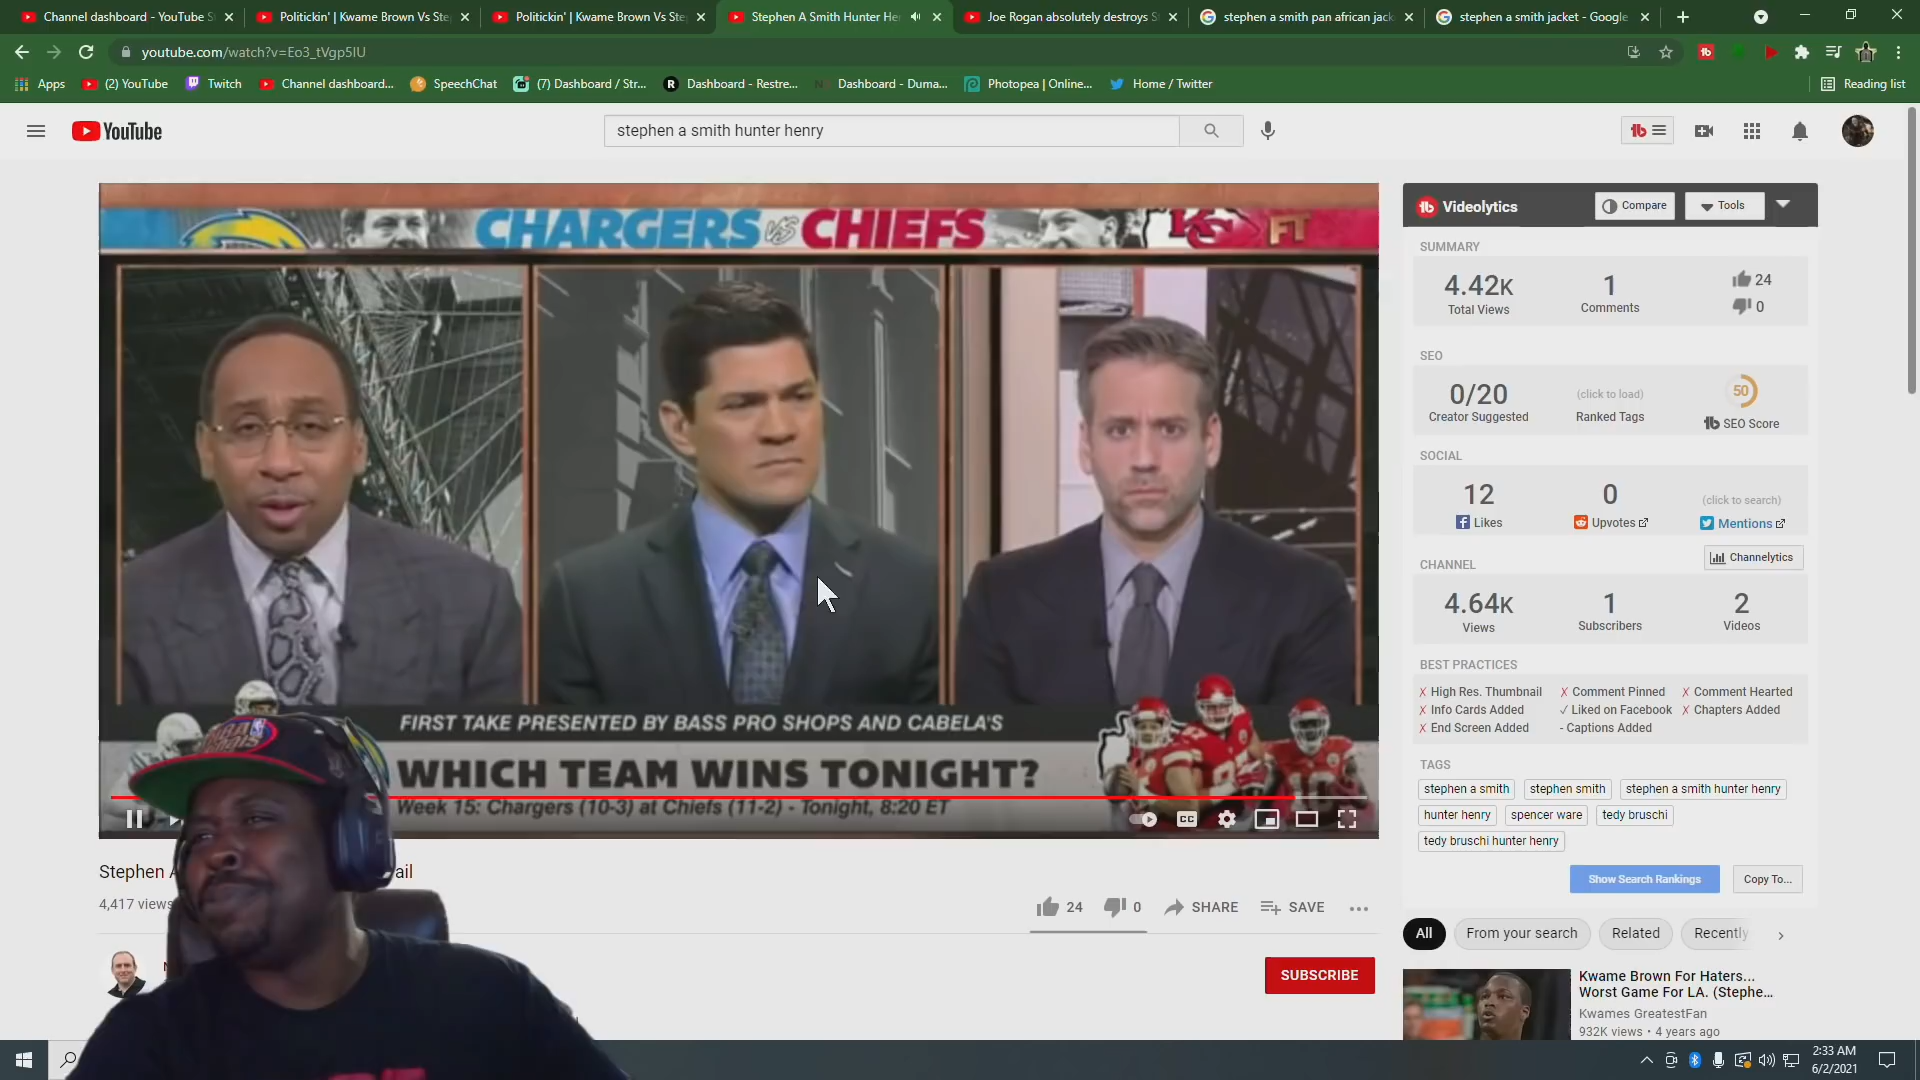 Channel dashboard - YouTube S
Politickin' | Kwame Brown Vs Ste
Politickin' | Kwame Brown Vs Ste
Stephen A Smith Hunter He
Joe Rogan absolutely destroys S
stephen a smith pan african jack
stephen a smith jacket - Google
youtube.com/watch?v=Eo3_tVgp5IU
Apps
(2) YouTube
Twitch
Channel dashboard...
SpeechChat
(7) Dashboard / Str...
Dashboard - Restre...
Dashboard - Duma...
Photopea | Online...
Home / Twitter
Reading list
YouTube
stephen a smith hunter henry
CHARGERS VS CHIEFS
KC
FT
FIRST TAKE PRESENTED BY BASS PRO SHOPS AND CABELA'S
WHICH TEAM WINS TONIGHT?
Week 15: Chargers (10-3) at Chiefs (11-2) - Tonight, 8:20 ET
CC
Stephen A
ail
4,417 views
24
0
SHARE
SAVE
SUBSCRIBE
Videolytics
Compare
Tools
SUMMARY
4.42K
Total Views
1
Comments
24
0
SEO
0/20
Creator Suggested
(click to load)
Ranked Tags
50
SEO Score
SOCIAL
12
Likes
0
Upvotes
(click to search)
Mentions
CHANNEL
Channelytics
4.64K
Views
1
Subscribers
2
Videos
BEST PRACTICES
X High Res. Thumbnail
X Comment Pinned
X Comment Hearted
X Info Cards Added
✓ Liked on Facebook
X Chapters Added
X End Screen Added
- Captions Added
TAGS
stephen a smith
stephen smith
stephen a smith hunter henry
hunter henry
spencer ware
tedy bruschi
tedy bruschi hunter henry
Show Search Rankings
Copy To...
All
From your search
Related
Recently
Kwame Brown For Haters...
Worst Game For LA. (Stephe...
Kwames GreatestFan
932K views • 4 years ago
2:33 AM
6/2/2021